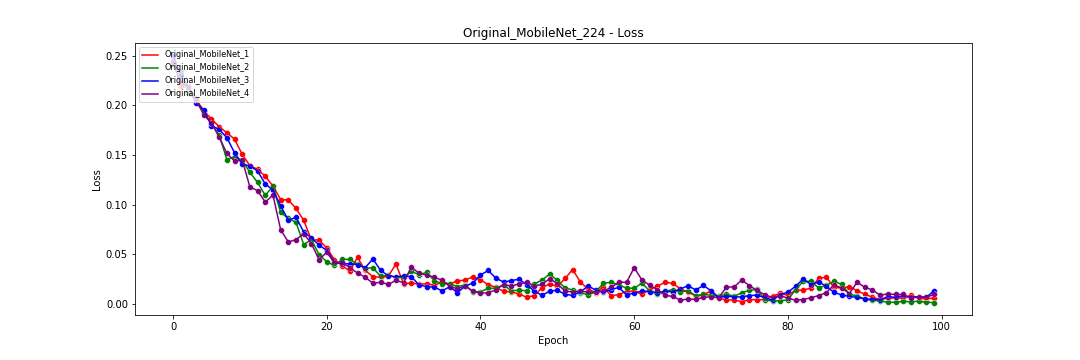 Original_MobileNet_224 - Loss
Original_MobileNet_1
Original_MobileNet_2
Original_MobileNet_3
Original_MobileNet_4
0.25
0.20
0.15
0.10
0.05
0.00
Loss
0 20 40 60 80 100
Epoch